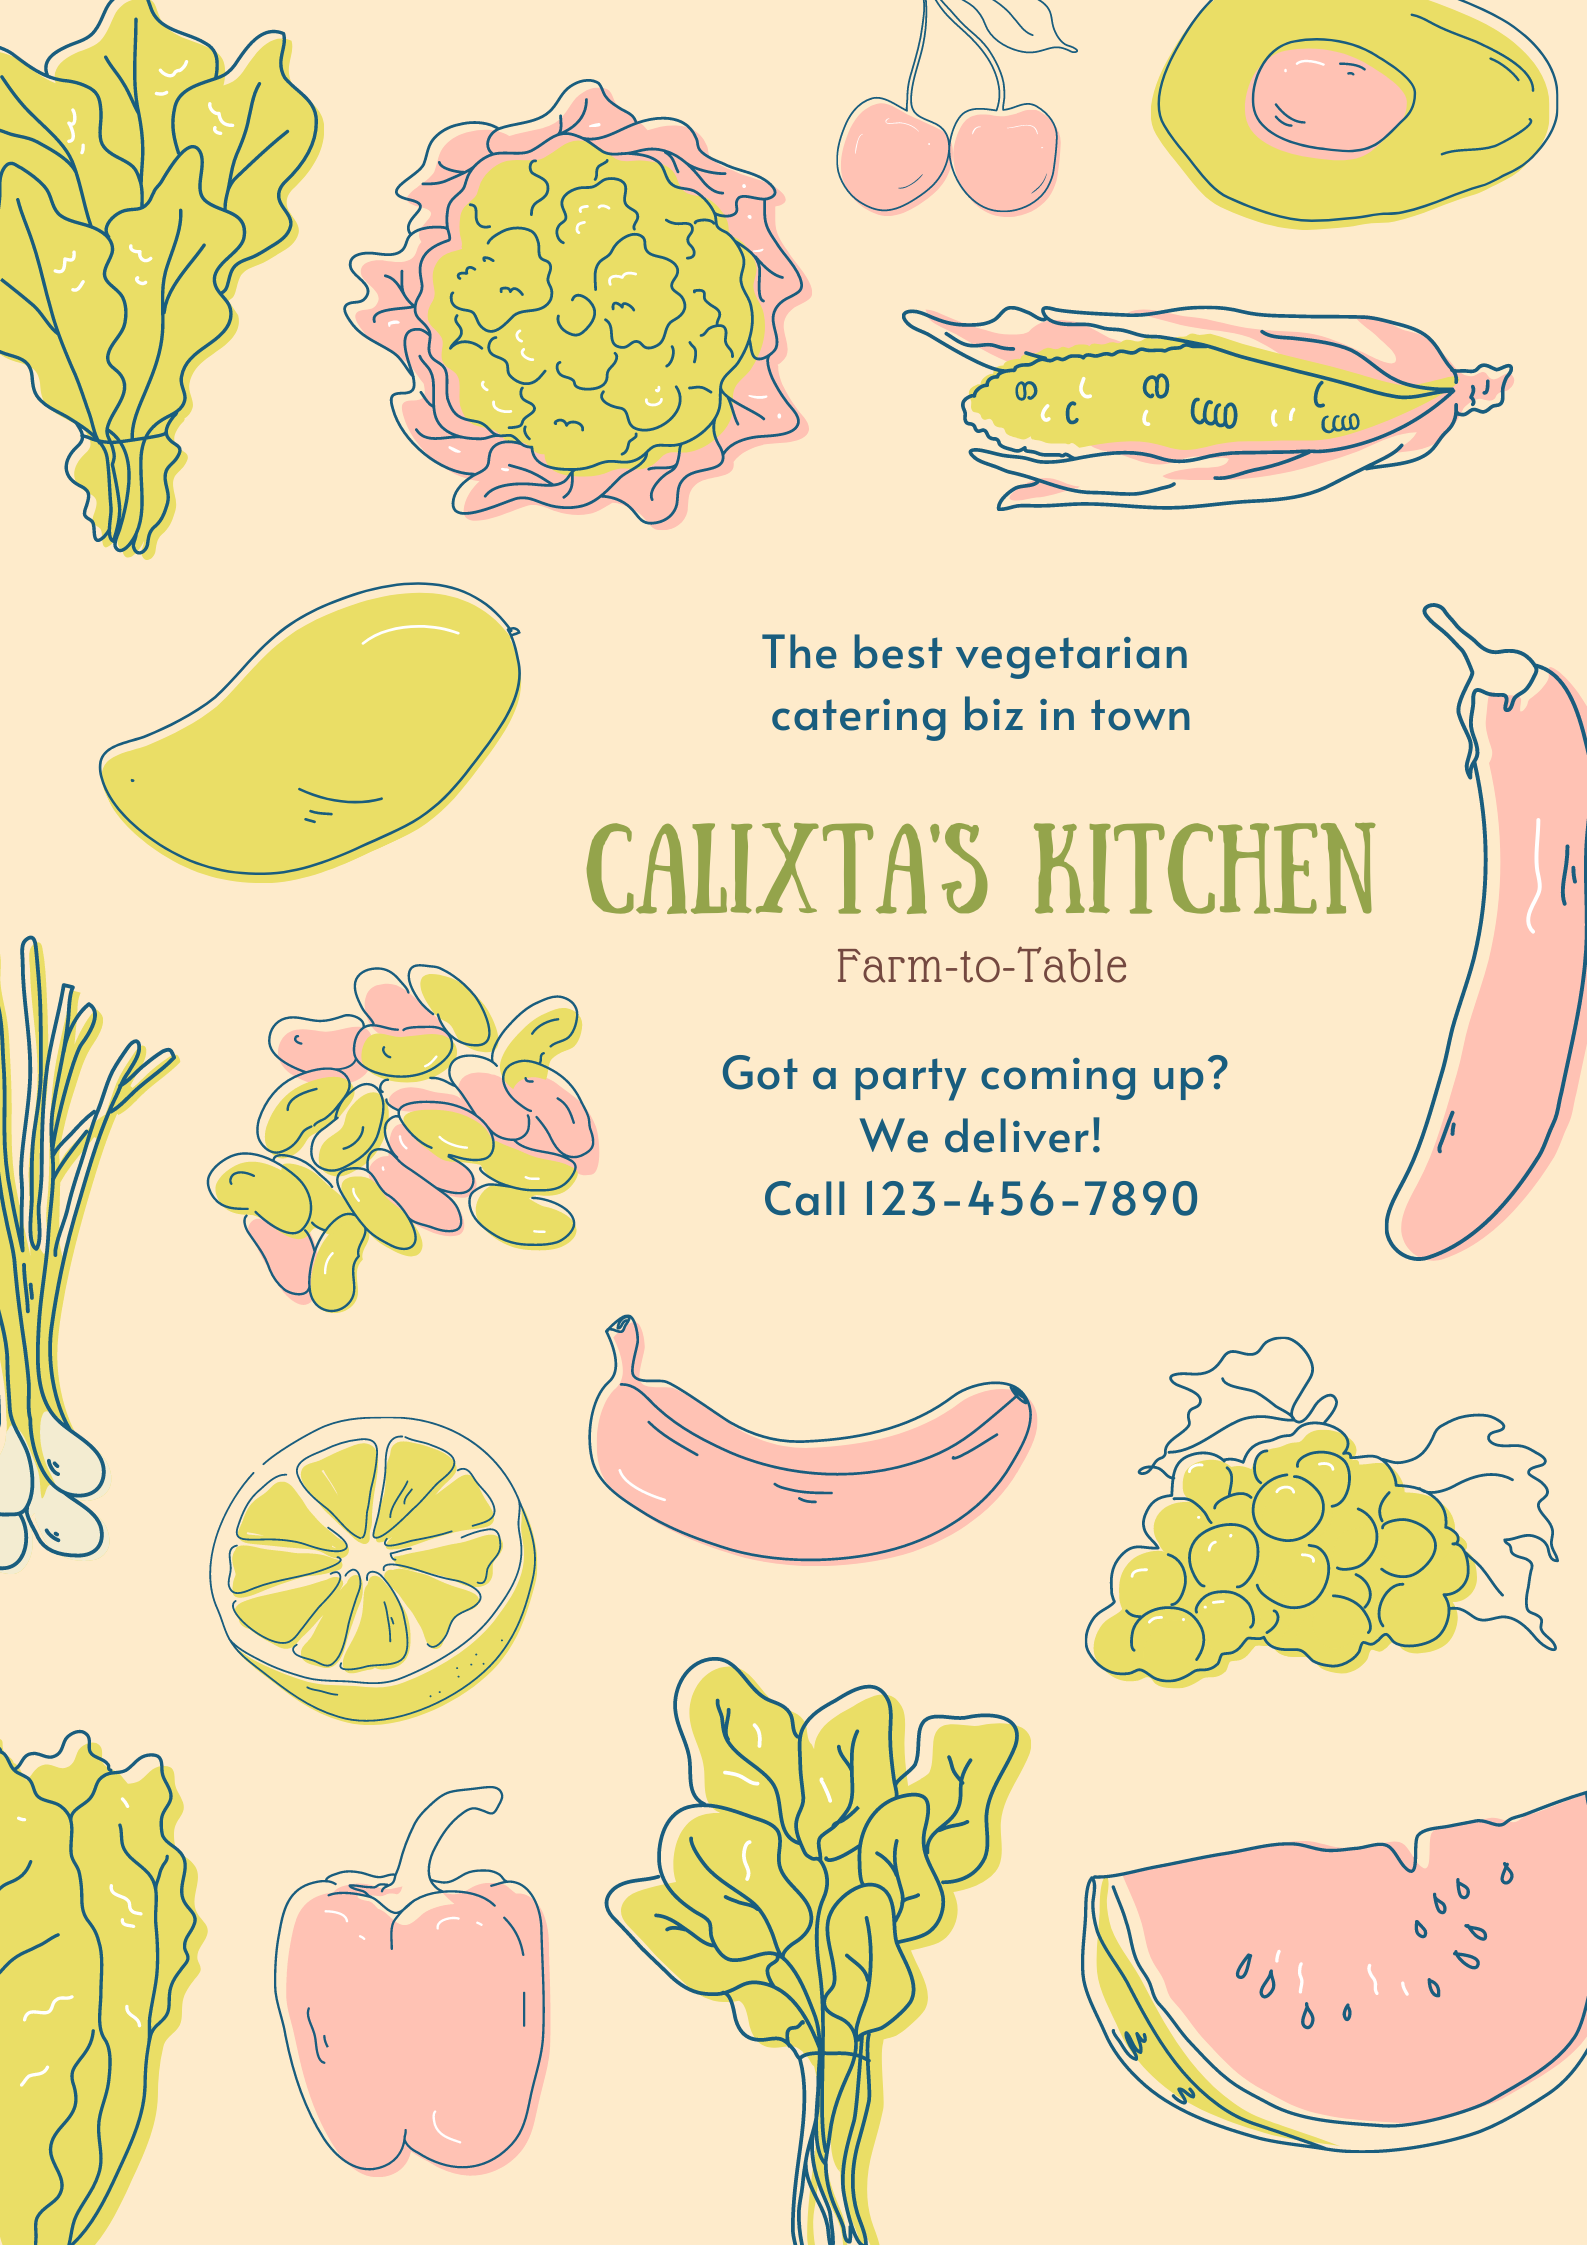 The best vegetarian
catering biz in town
CALIXTA'S KITCHEN
Farm-to-Table
Got a party coming up?
We deliver!
Call 123-456-7890